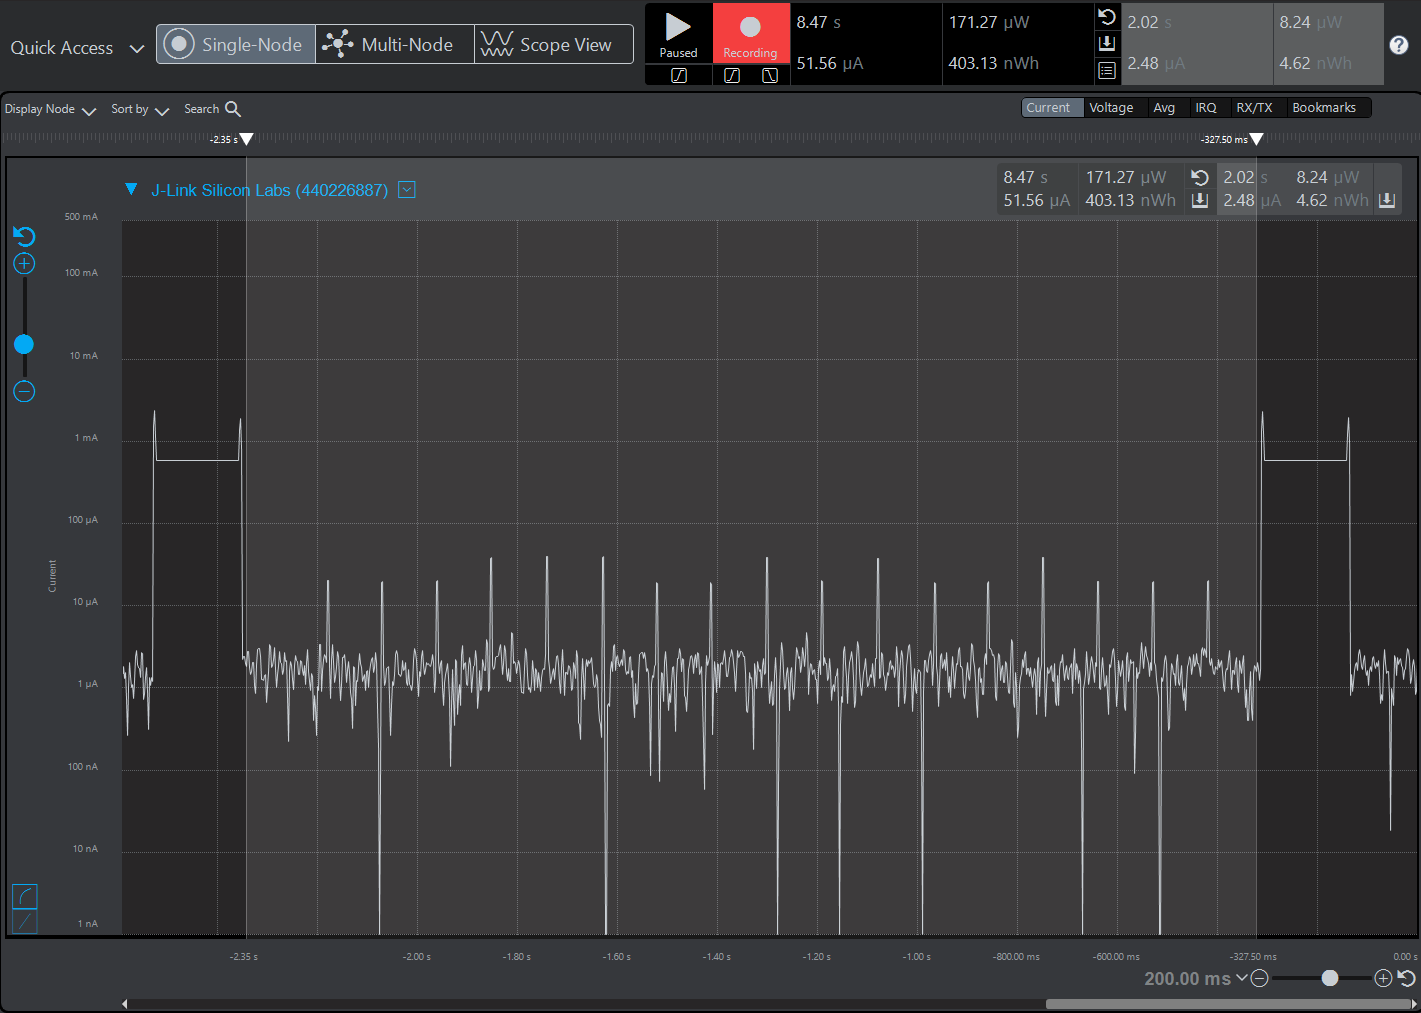 Quick Access
Single-Node
Multi-Node
Scope View
Paused
Recording
8.47 s
171.27 µW
51.56 µA
403.13 nWh
2.02 s
8.24 µW
2.48 µA
4.62 nWh
?
Display Node
Sort by
Search
Current
Voltage
Avg
IRQ
RX/TX
Bookmarks
-2.35 s
-327.50 ms
J-Link Silicon Labs (440226887)
8.47 s
171.27 µW
2.02 s
8.24 µW
51.56 µA
403.13 nWh
2.48 µA
4.62 nWh
500 mA
100 mA
10 mA
1 mA
100 µA
10 µA
1 µA
100 nA
10 nA
1 nA
Current
-2.35 s
-2.00 s
-1.80 s
-1.60 s
-1.40 s
-1.20 s
-1.00 s
-800.00 ms
-600.00 ms
-327.50 ms
0.00 s
200.00 ms